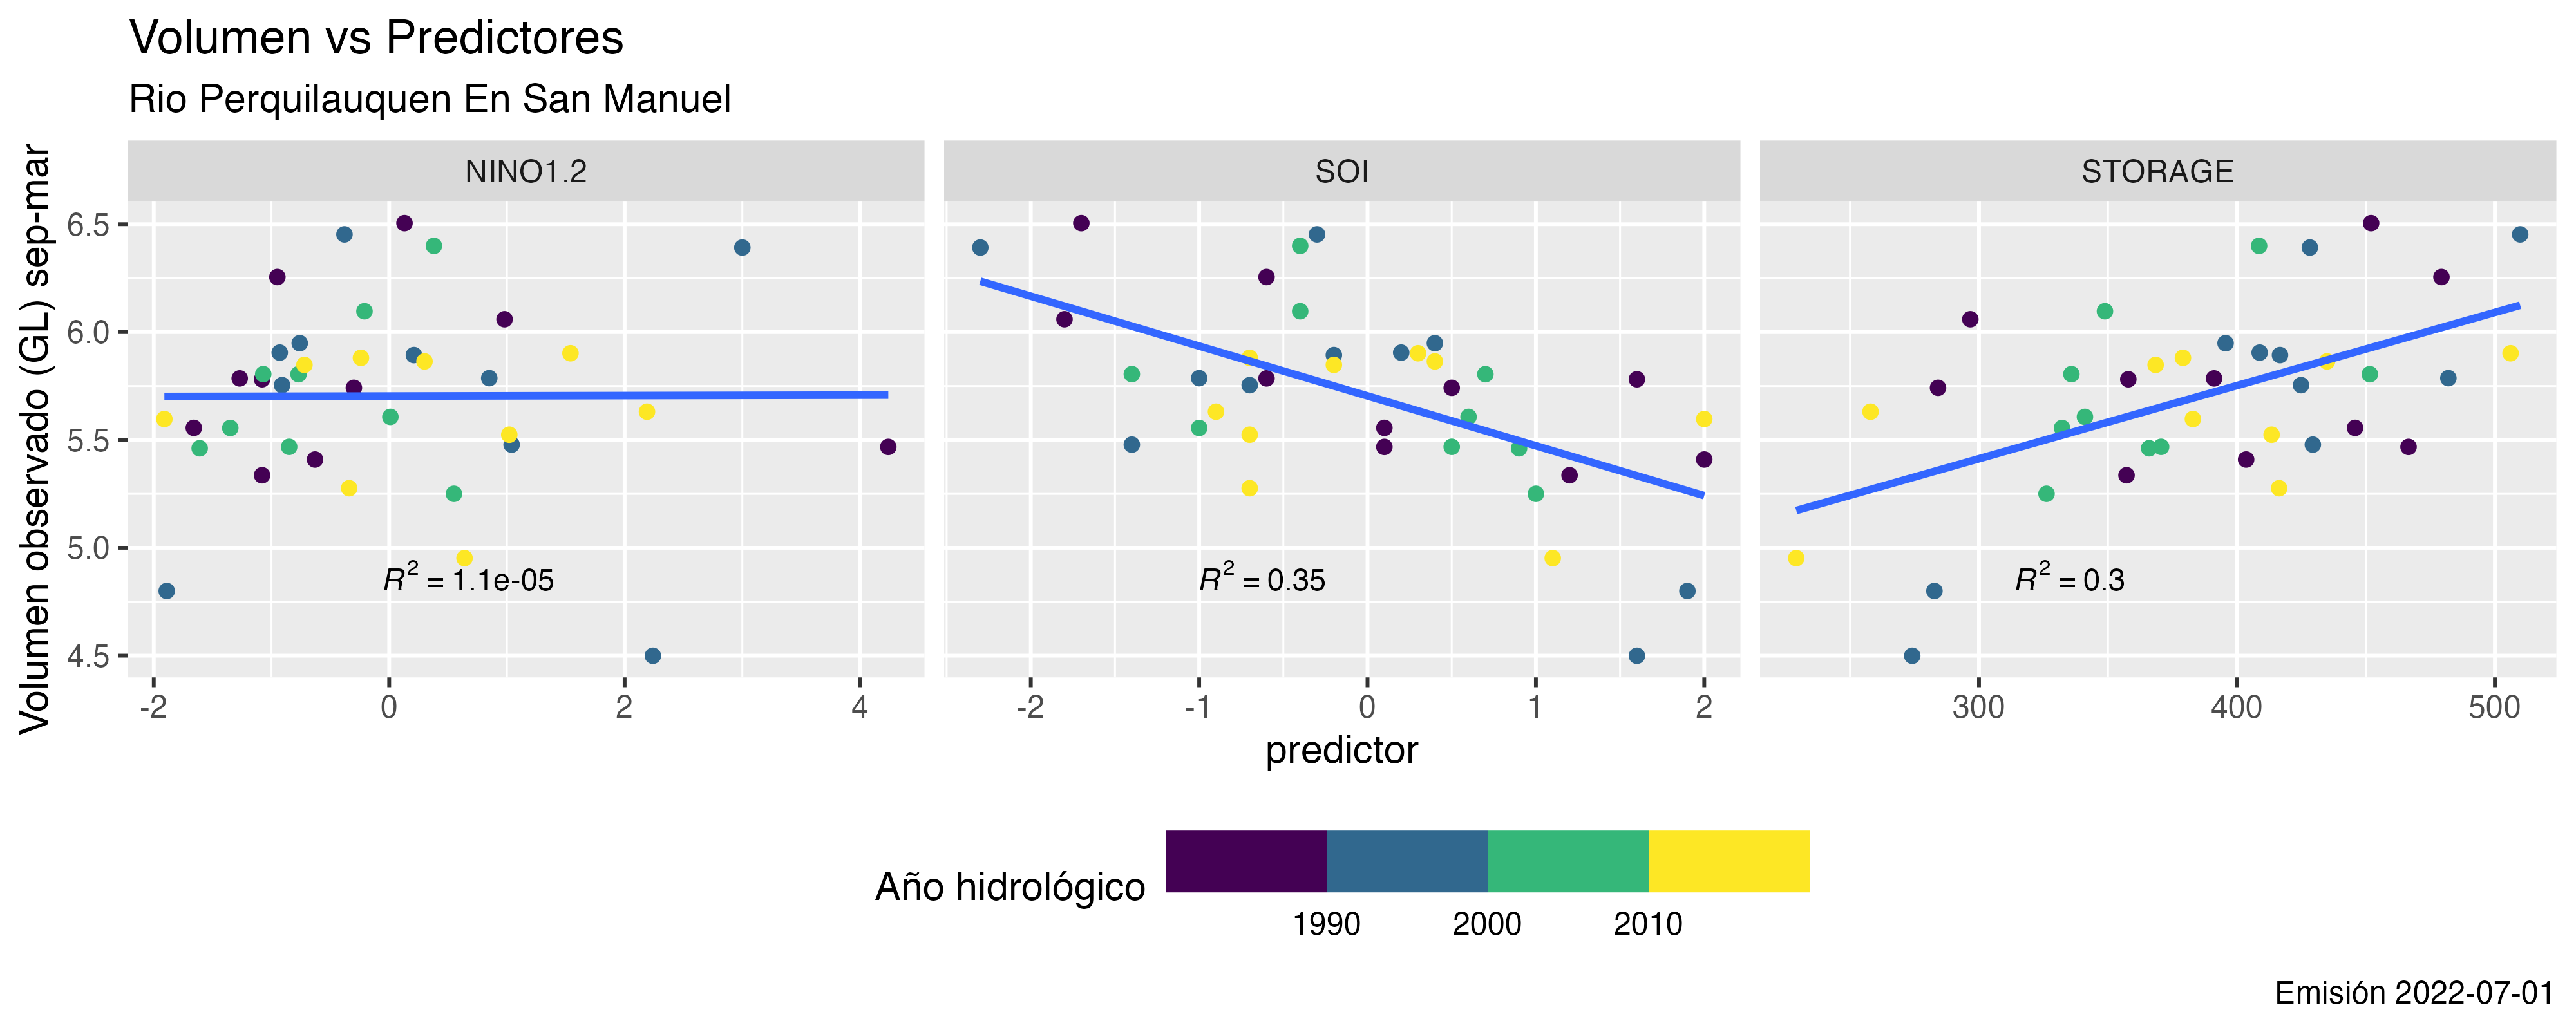 Volumen vs Predictores
Rio Perquilauquen En San Manuel
Volumen observado (GL) sep-mar
NINO1.2 SOI STORAGE
6.5
6.0
5.5
5.0
4.5
R² = 1.1e-05 R² = 0.35 R² = 0.3
-2 0 2 4 -2 -1 0 1 2 300 400 500
predictor
Año hidrológico
1990 2000 2010
Emisión 2022-07-01